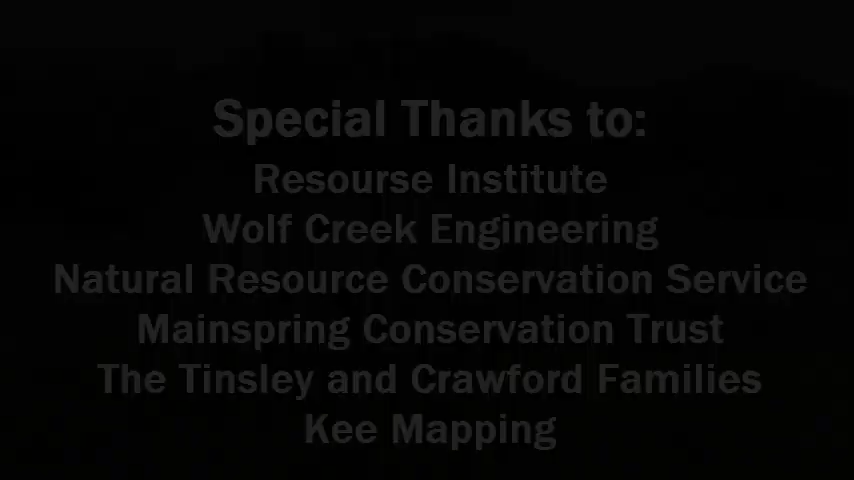 Special Thanks to:
Resourse Institute
Wolf Creek Engineering
Natural Resource Conservation Service
Mainspring Conservation Trust
The Tinsley and Crawford Families
Kee Mapping